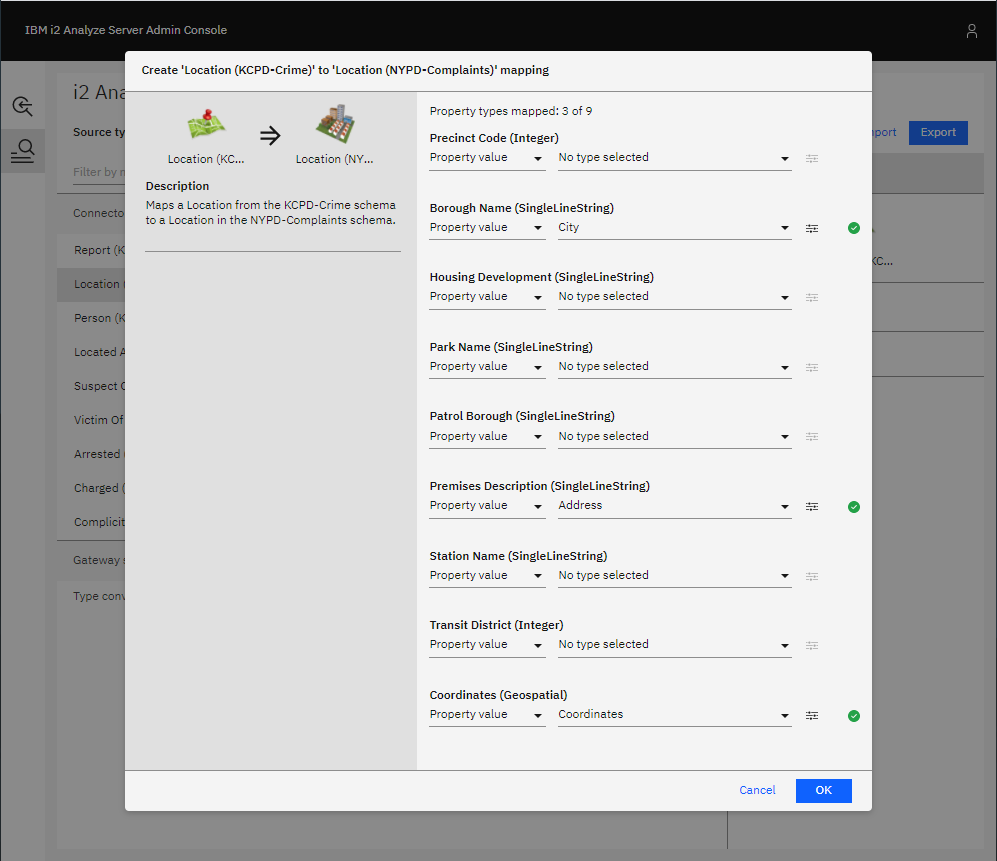 IBM i2 Analyze Server Admin Console
Create 'Location (KCPD-Crime)' to 'Location (NYPD-Complaints)' mapping
i2 Ana
Source ty
Export
Filter by n
Connecto
Report (K
Location
Person (K
Located A
Suspect
Victim Of
Arrested
Charged (
Complicit
Gateway s
Type conv
KC...
Location (KC...
Location (NY...
Description
Maps a Location from the KCPD-Crime schema
to a Location in the NYPD-Complaints schema.
Property types mapped: 3 of 9
Precinct Code (Integer)
Property value No type selected
Borough Name (SingleLineString)
Property value City
Housing Development (SingleLineString)
Property value No type selected
Park Name (SingleLineString)
Property value No type selected
Patrol Borough (SingleLineString)
Property value No type selected
Premises Description (SingleLineString)
Property value Address
Station Name (SingleLineString)
Property value No type selected
Transit District (Integer)
Property value No type selected
Coordinates (Geospatial)
Property value Coordinates
Cancel OK